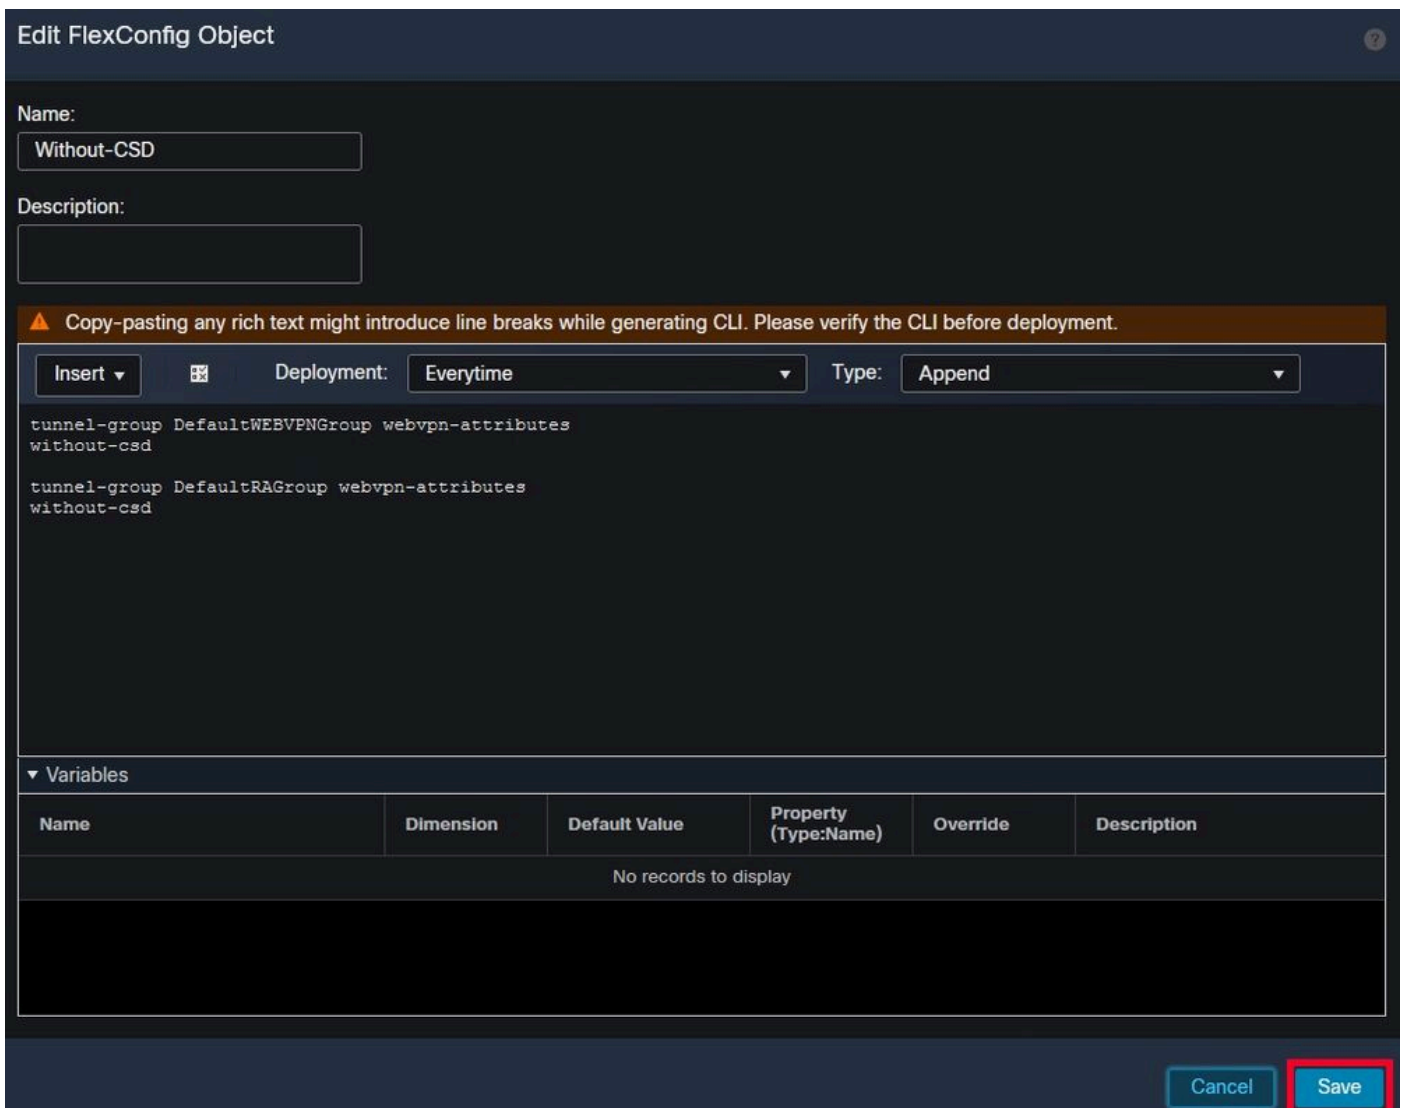 Edit FlexConfig Object
?
Name:
Without-CSD
Description:
Copy-pasting any rich text might introduce line breaks while generating CLI. Please verify the CLI before deployment.
Insert Deployment: Everytime Type: Append
tunnel-group DefaultWEBVPNGroup webvpn-attributes
without-csd
tunnel-group DefaultRAGroup webvpn-attributes
without-csd
Variables
Name Dimension Default Value Property (Type:Name) Override Description
No records to display
Cancel Save